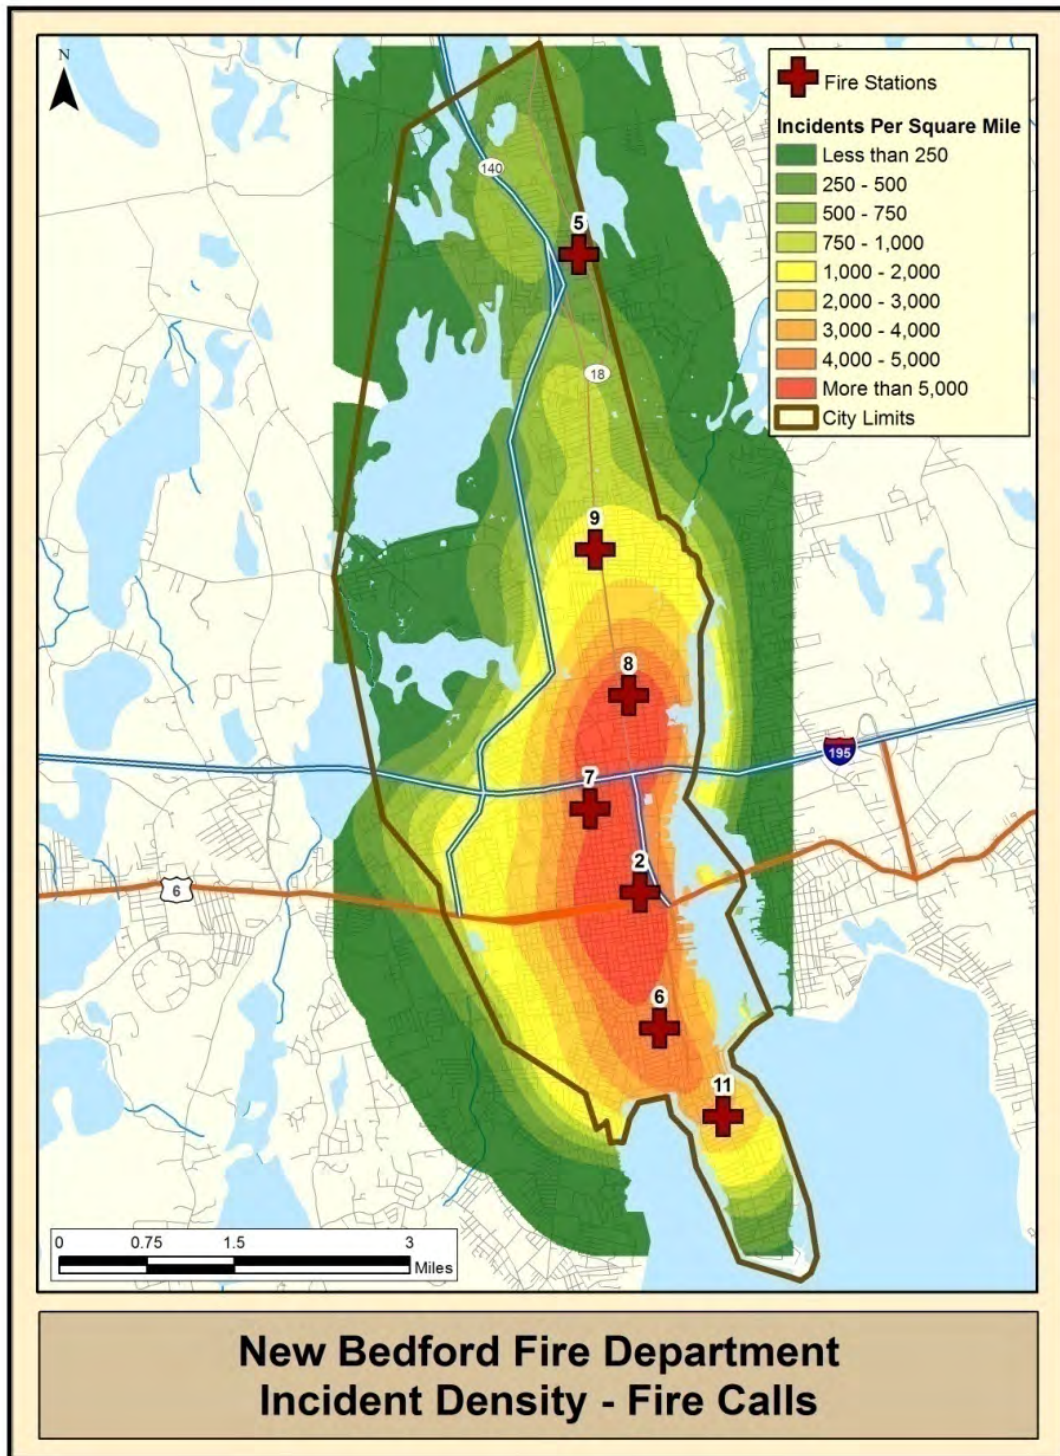 N
Fire Stations
Incidents Per Square Mile
Less than 250
250 - 500
500 - 750
750 - 1,000
1,000 - 2,000
2,000 - 3,000
3,000 - 4,000
4,000 - 5,000
More than 5,000
City Limits
140
5
18
9
8
195
7
2
6
6
11
0 0.75 1.5 3
Miles
New Bedford Fire Department
Incident Density - Fire Calls